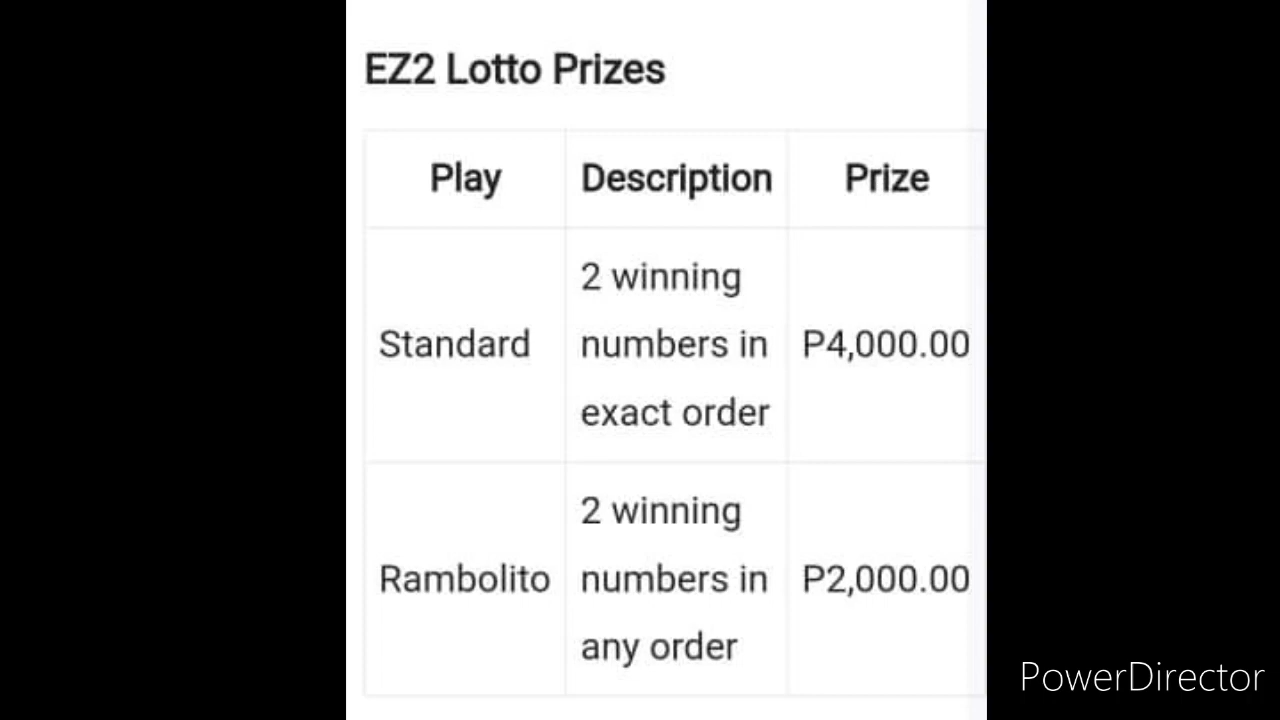 EZ2 Lotto Prizes
Play Description Prize
Standard 2 winning numbers in exact order P4,000.00
Rambolito 2 winning numbers in any order P2,000.00
PowerDirector